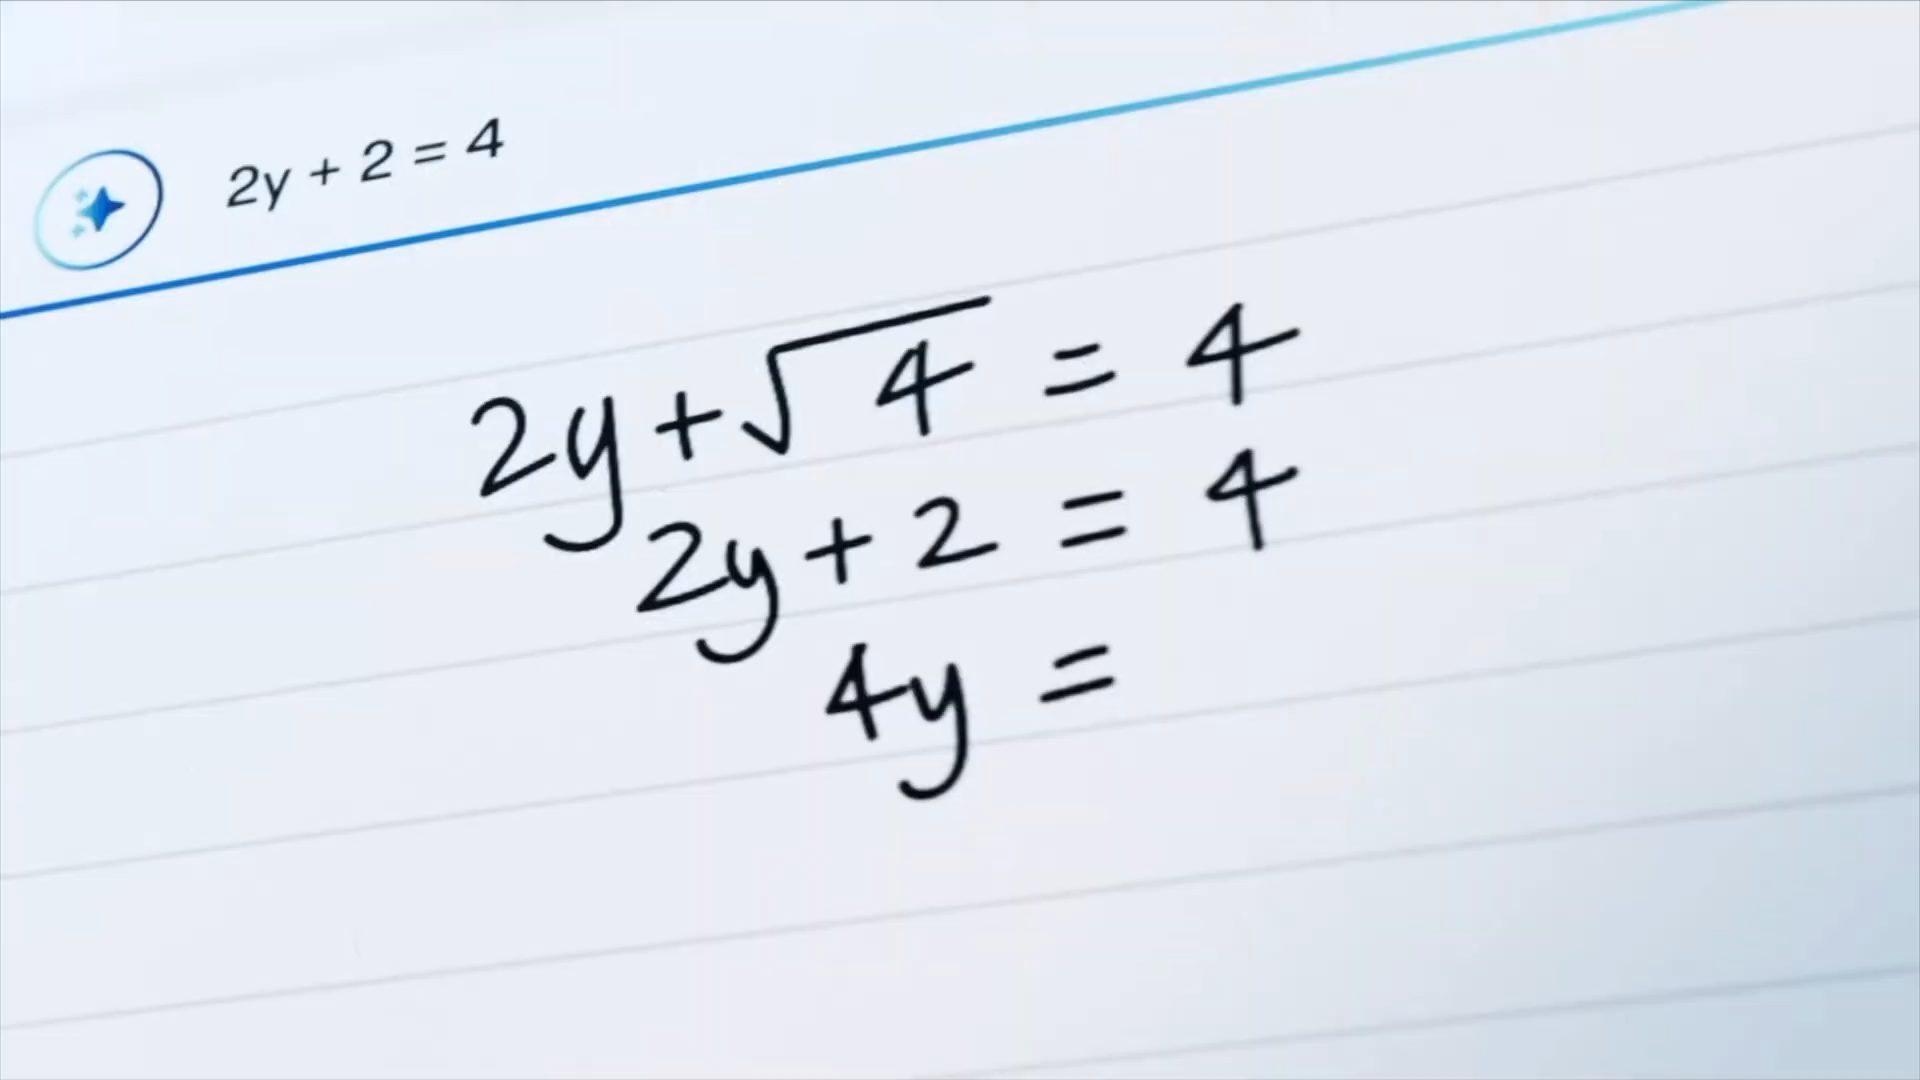 2y + 2 = 4
2y + √4 = 4
2y + 2 = 4
4y =